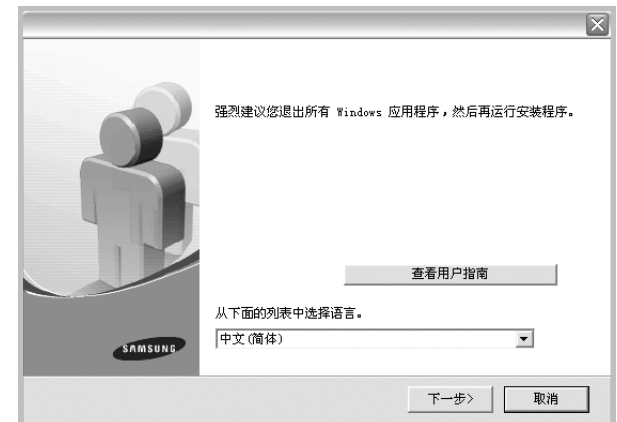 强烈建议您退出所有 Windows 应用程序，然后再运行安装程序。
查看用户指南
从下面的列表中选择语言。
中文(简体)
SAMSUNG
下一步>
取消